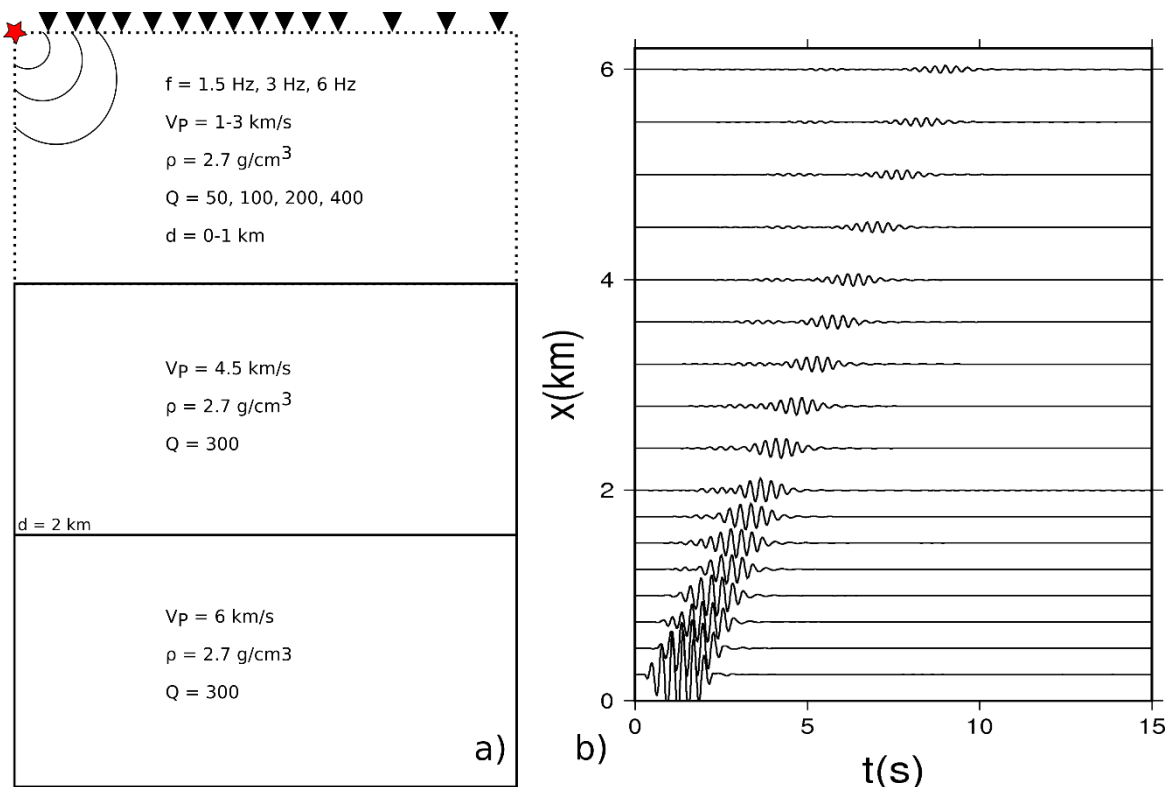 f = 1.5 Hz, 3 Hz, 6 Hz
VP = 1-3 km/s
ρ = 2.7 g/cm3
Q = 50, 100, 200, 400
d = 0-1 km
VP = 4.5 km/s
ρ = 2.7 g/cm3
Q = 300
d = 2 km
VP = 6 km/s
ρ = 2.7 g/cm3
Q = 300
a)
b)
x(km)
6
4
2
0
0 5 10 15
t(s)